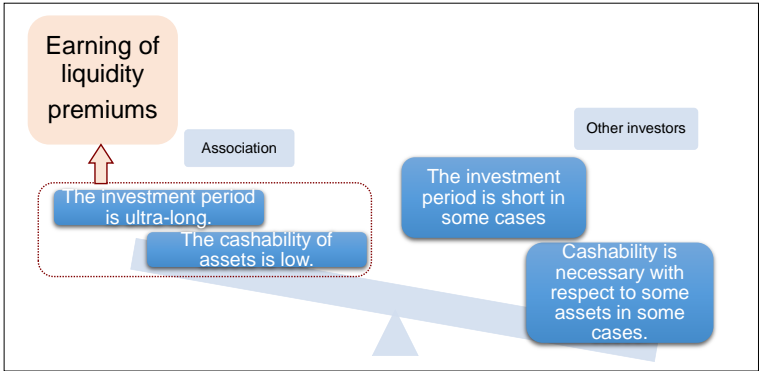 Earning of
liquidity
premiums
Association
Other investors
The investment period
is ultra-long.
The cashability of
assets is low.
The investment
period is short in
some cases
Cashability is
necessary with
respect to some
assets in some
cases.